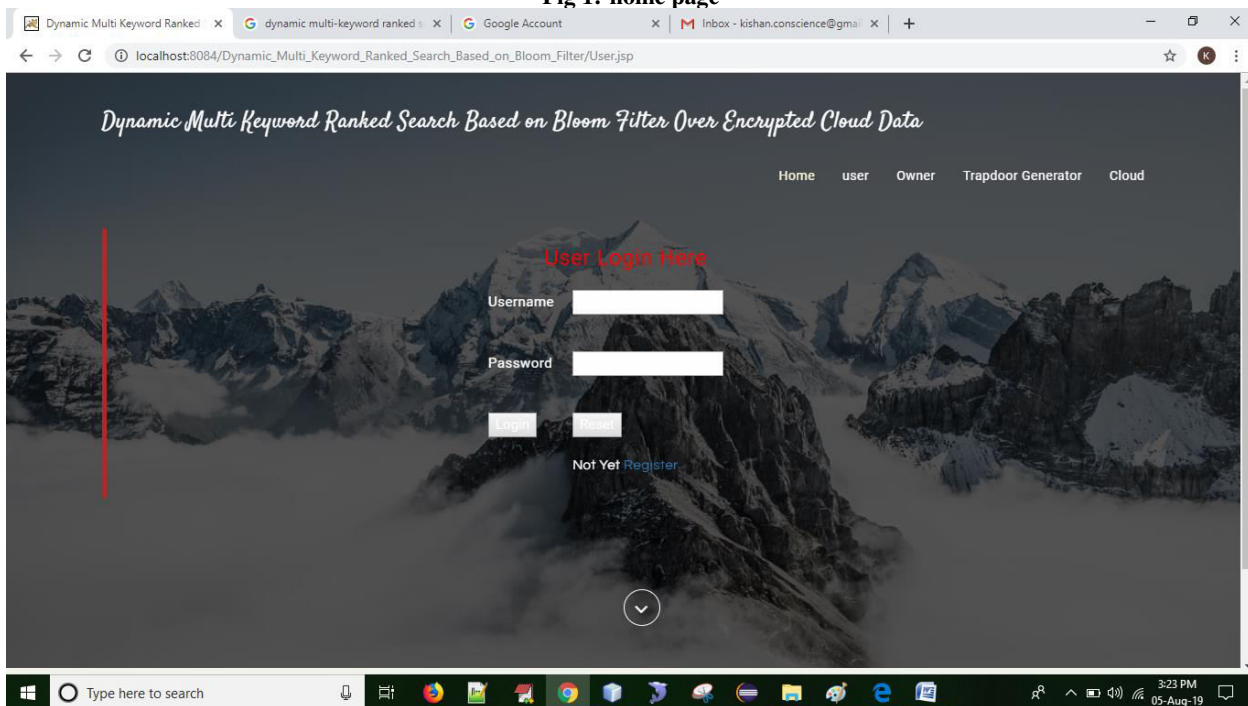 Fig 1: home page
Dynamic Multi Keyword Ranked
dynamic multi-keyword ranked s
Google Account
Inbox - kishan.conscience@gmai
localhost:8084/Dynamic_Multi_Keyword_Ranked_Search_Based_on_Bloom_Filter/User.jsp
K
Dynamic Multi Keyword Ranked Search Based on Bloom Filter Over Encrypted Cloud Data
Home user Owner Trapdoor Generator Cloud
User Login Here
Username
Password
Login Reset
Not Yet Register
Type here to search
3:23 PM
05-Aug-19